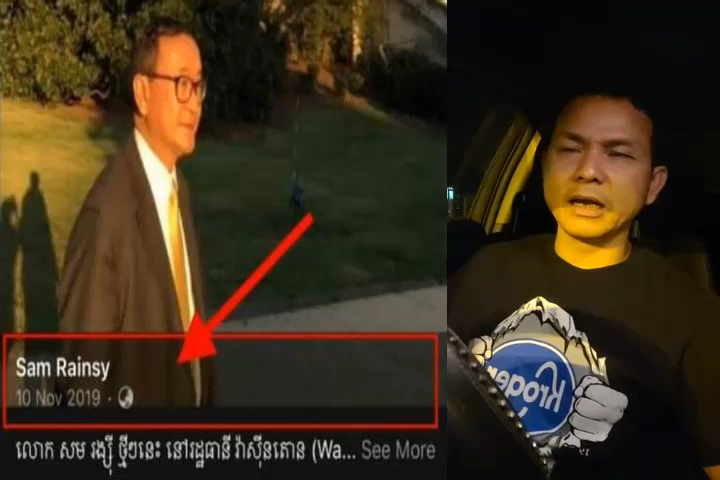 Sam Rainsy
10 Nov 2019 ·
លោក សម រង្ស៊ី ថ្មីៗនេះ នៅរដ្ឋធានី វ៉ាស៊ីនតោន (Wa... See More
Kroger